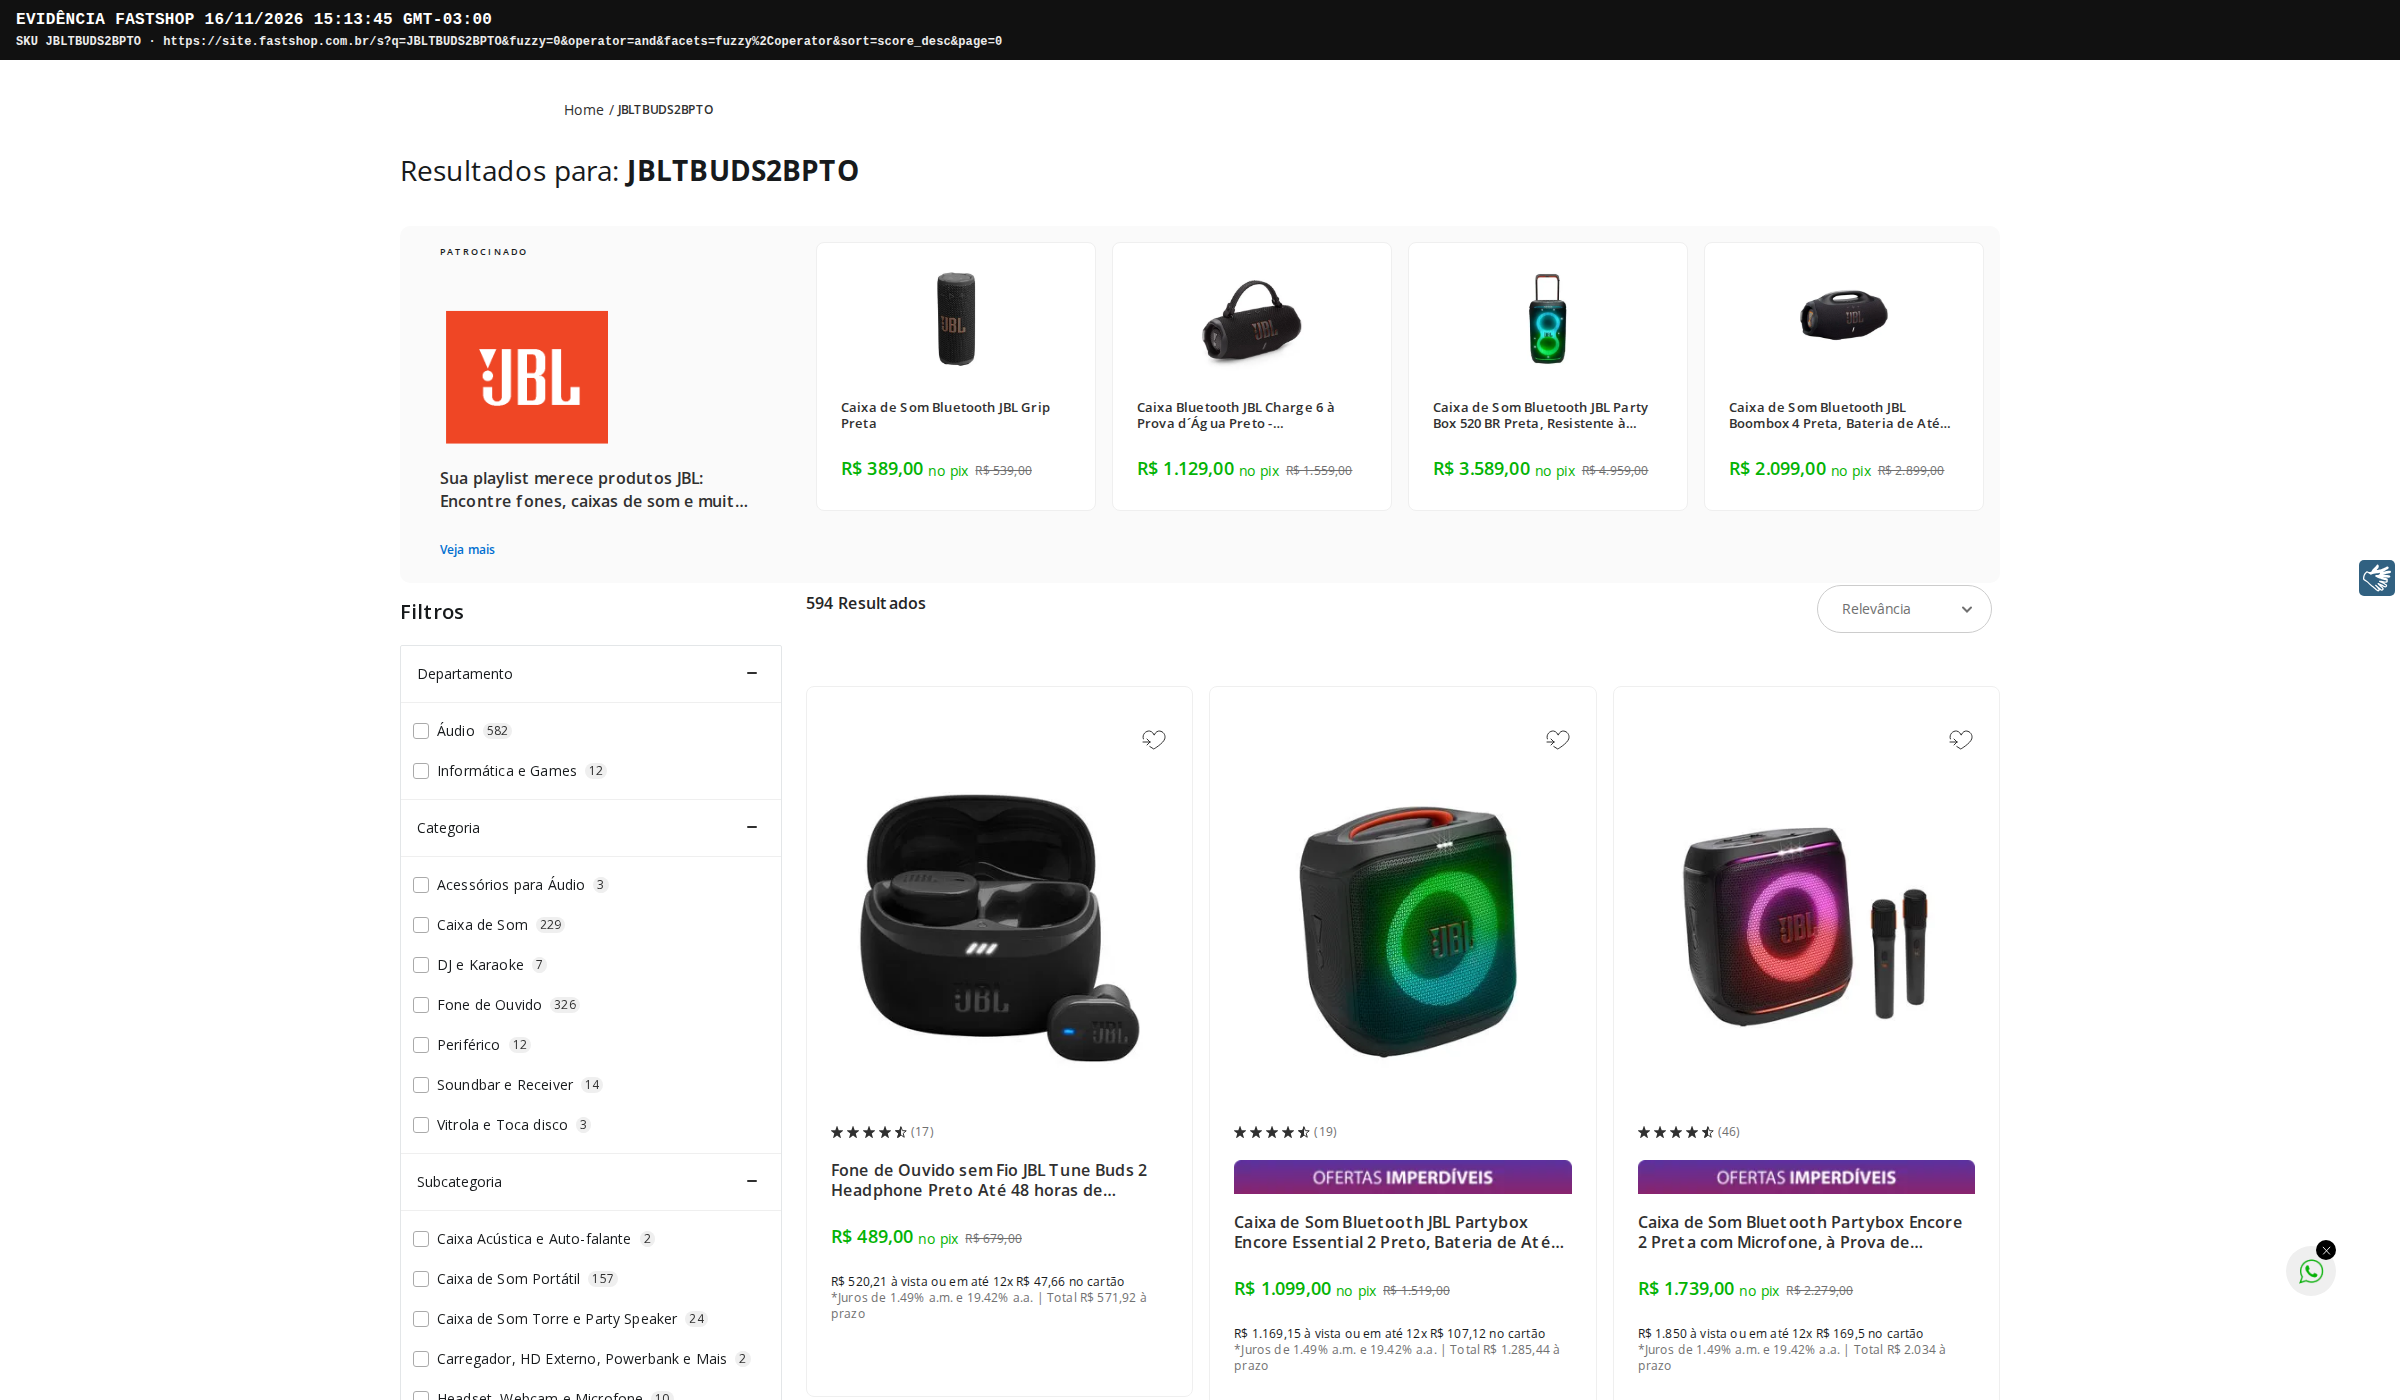 EVIDÊNCIA FASTSHOP 16/11/2026 15:13:45 GMT-03:00
SKU JBLTBUDS2BPTO · https://site.fastshop.com.br/s?q=JBLTBUDS2BPTO&fuzzy=0&operator=and&facets=fuzzy%2Coperator&sort=score_desc&page=0
Home / JBLTBUDS2BPTO
Resultados para: JBLTBUDS2BPTO
PATROCINADO
JBL
Sua playlist merece produtos JBL:
Encontre fones, caixas de som e muit...
Veja mais
Caixa de Som Bluetooth JBL Grip
Preta
R$ 389,00 no pix R$ 539,00
Caixa Bluetooth JBL Charge 6 à
Prova d´Água Preto -...
R$ 1.129,00 no pix R$ 1.559,00
Caixa de Som Bluetooth JBL Party
Box 520 BR Preta, Resistente à...
R$ 3.589,00 no pix R$ 4.959,00
Caixa de Som Bluetooth JBL
Boombox 4 Preta, Bateria de Até...
R$ 2.099,00 no pix R$ 2.899,00
Filtros
Departamento
Áudio 582
Informática e Games 12
Categoria
Acessórios para Áudio 3
Caixa de Som 229
DJ e Karaoke 7
Fone de Ouvido 326
Periférico 12
Soundbar e Receiver 14
Vitrola e Toca disco 3
Subcategoria
Caixa Acústica e Auto-falante 2
Caixa de Som Portátil 157
Caixa de Som Torre e Party Speaker 24
Carregador, HD Externo, Powerbank e Mais 2
Headset, Webcam e Microfone 10
594 Resultados
Relevância
JBL
JBL
(17)
Fone de Ouvido sem Fio JBL Tune Buds 2
Headphone Preto Até 48 horas de...
R$ 489,00 no pix R$ 679,00
R$ 520,21 à vista ou em até 12x R$ 47,66 no cartão
*Juros de 1.49% a.m. e 19.42% a.a. | Total R$ 571,92 à
prazo
JBL
(19)
OFERTAS IMPERDÍVEIS
Caixa de Som Bluetooth JBL Partybox
Encore Essential 2 Preto, Bateria de Até...
R$ 1.099,00 no pix R$ 1.519,00
R$ 1.169,15 à vista ou em até 12x R$ 107,12 no cartão
*Juros de 1.49% a.m. e 19.42% a.a. | Total R$ 1.285,44 à
prazo
JBL
(46)
OFERTAS IMPERDÍVEIS
Caixa de Som Bluetooth Partybox Encore
2 Preta com Microfone, à Prova de...
R$ 1.739,00 no pix R$ 2.279,00
R$ 1.850 à vista ou em até 12x R$ 169,5 no cartão
*Juros de 1.49% a.m. e 19.42% a.a. | Total R$ 2.034 à
prazo